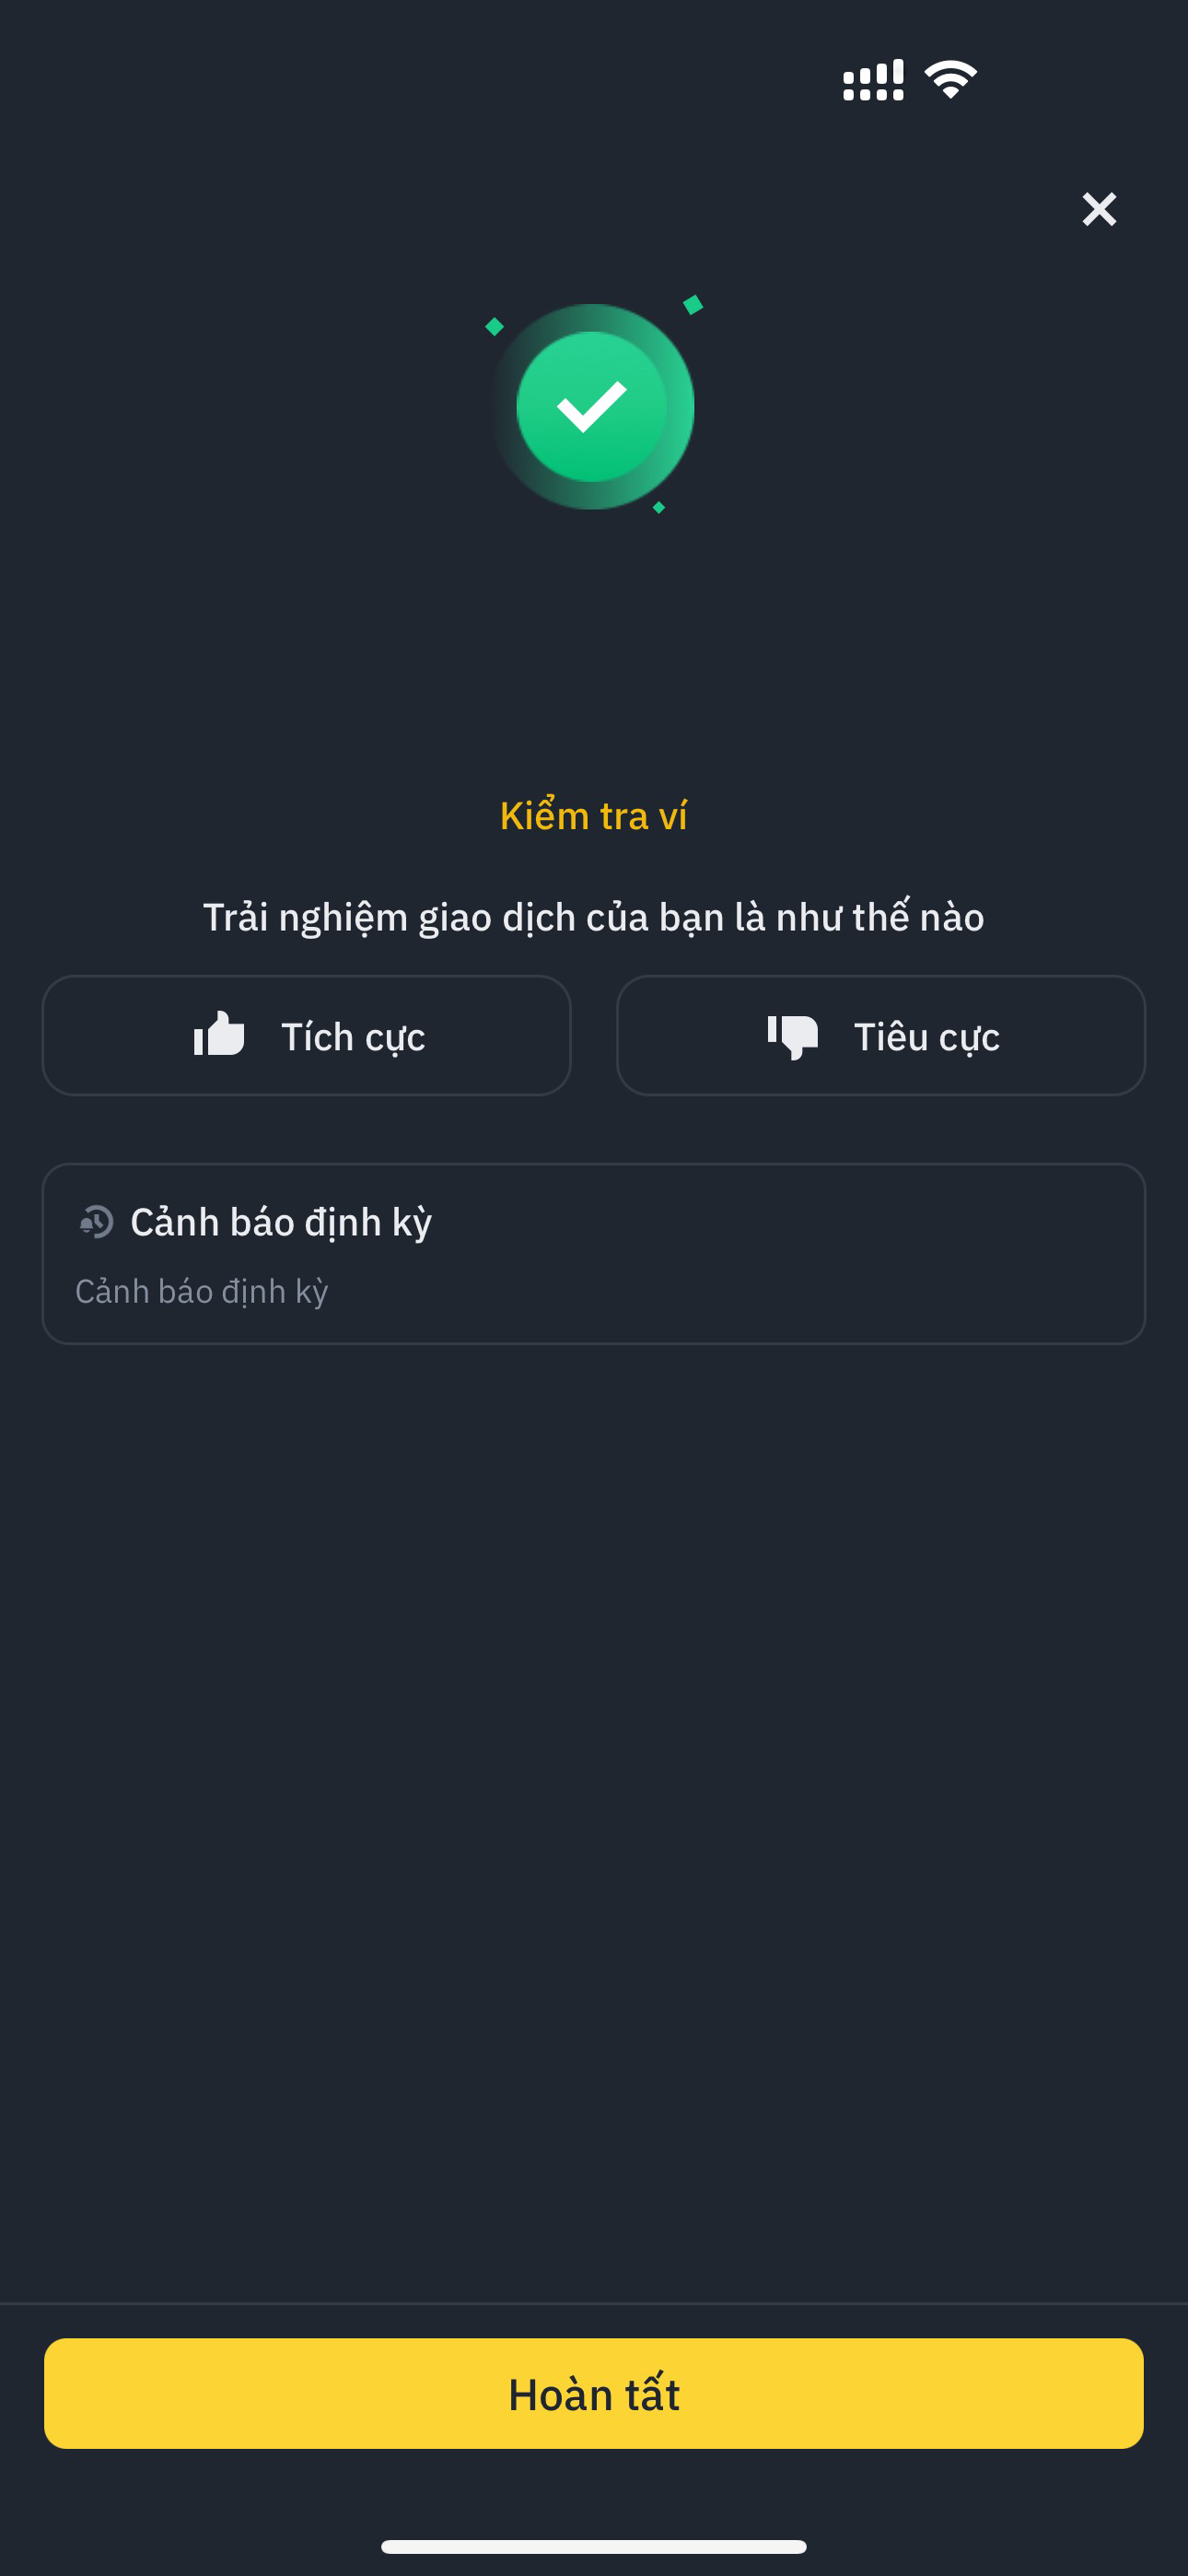 Kiểm tra ví
Trải nghiệm giao dịch của bạn là như thế nào
Tích cực
Tiêu cực
Cảnh báo định kỳ
Cảnh báo định kỳ
Hoàn tất